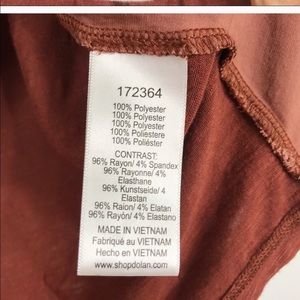 172364
100% Polyester
100% Polyester
100% Polyester
100% Poliestere
100% Poliéster
CONTRAST:
96% Rayon/ 4% Spandex
96% Rayonne/ 4%
Elasthane
96% Kunstseide/ 4
Elastan
96% Raion/ 4% Elatan
96% Rayón/ 4% Elastano
MADE IN VIETNAM
Fabriqué au VIETNAM
Hecho en VIETNAM
www.shopdolan.com